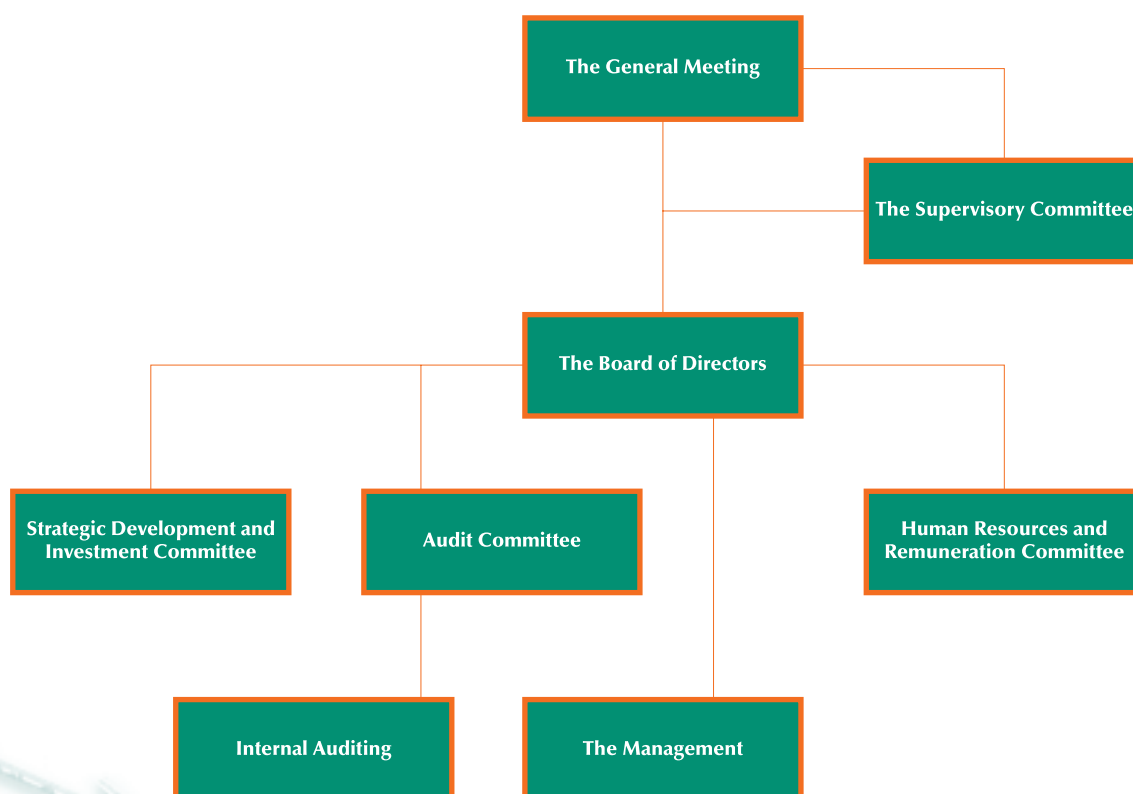 The General Meeting
The Supervisory Committee
The Board of Directors
Strategic Development and
Investment Committee
Audit Committee
Human Resources and
Remuneration Committee
Internal Auditing
The Management